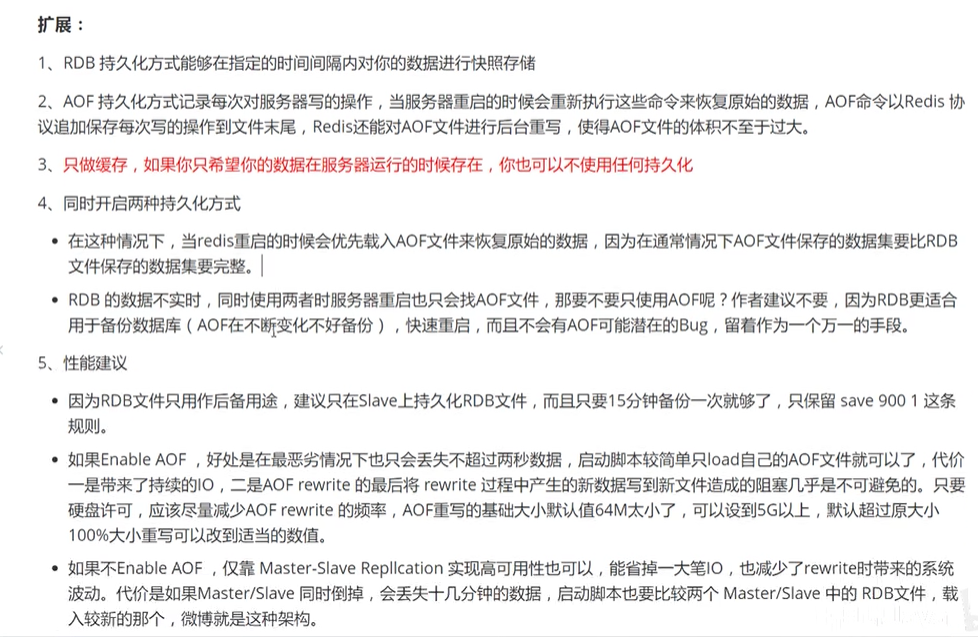 扩展：
1、RDB 持久化方式能够在指定的时间间隔内对你的数据进行快照存储
2、AOF 持久化方式记录每次对服务器写的操作，当服务器重启的时候会重新执行这些命令来恢复原始的数据，AOF命令以Redis 协
议追加保存每次写的操作到文件末尾，Redis还能对AOF文件进行后台重写，使得AOF文件的体积不至于过大。
3、只做缓存，如果你只希望你的数据在服务器运行的时候存在，你也可以不使用任何持久化
4、同时开启两种持久化方式
• 在这种情况下，当redis重启的时候会优先载入AOF文件来恢复原始的数据，因为在通常情况下AOF文件保存的数据集要比RDB
文件保存的数据集要完整。
• RDB 的数据不实时，同时使用两者时服务器重启也只会找AOF文件，那要不要只使用AOF呢？作者建议不要，因为RDB更适合
用于备份数据库（AOF在不断变化不好备份），快速重启，而且不会有AOF可能潜在的Bug，留着作为一个万一的手段。
5、性能建议
• 因为RDB文件只用作后备用途，建议只在Slave上持久化RDB文件，而且只要15分钟备份一次就够了，只保留 save 900 1 这条
规则。
• 如果Enable AOF ，好处是在最恶劣情况下也只会丢失不超过两秒数据，启动脚本较简单只load自己的AOF文件就可以了，代价
一是带来了持续的IO，二是AOF rewrite 的最后将 rewrite 过程中产生的新数据写到新文件造成的阻塞几乎是不可避免的。只要
硬盘许可，应该尽量减少AOF rewrite 的频率，AOF重写的基础大小默认值64M太小了，可以设到5G以上，默认超过原大小
100%大小重写可以改到适当的数值。
• 如果不Enable AOF ，仅靠 Master-Slave Repllcation 实现高可用性也可以，能省掉一大笔IO，也减少了rewrite时带来的系统
波动。代价是如果Master/Slave 同时倒掉，会丢失十几分钟的数据，启动脚本也要比较两个 Master/Slave 中的 RDB文件，载
入较新的那个，微博就是这种架构。